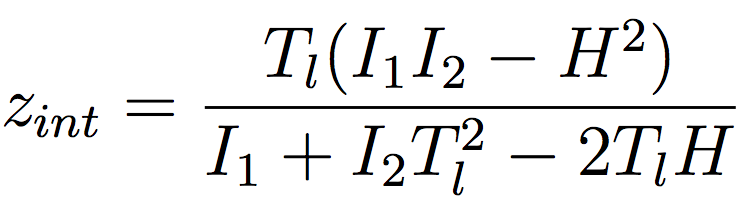 z_{int} = \frac{T_l(I_1 I_2 - H^2)}{I_1 + I_2 T_l^2 - 2T_l H}